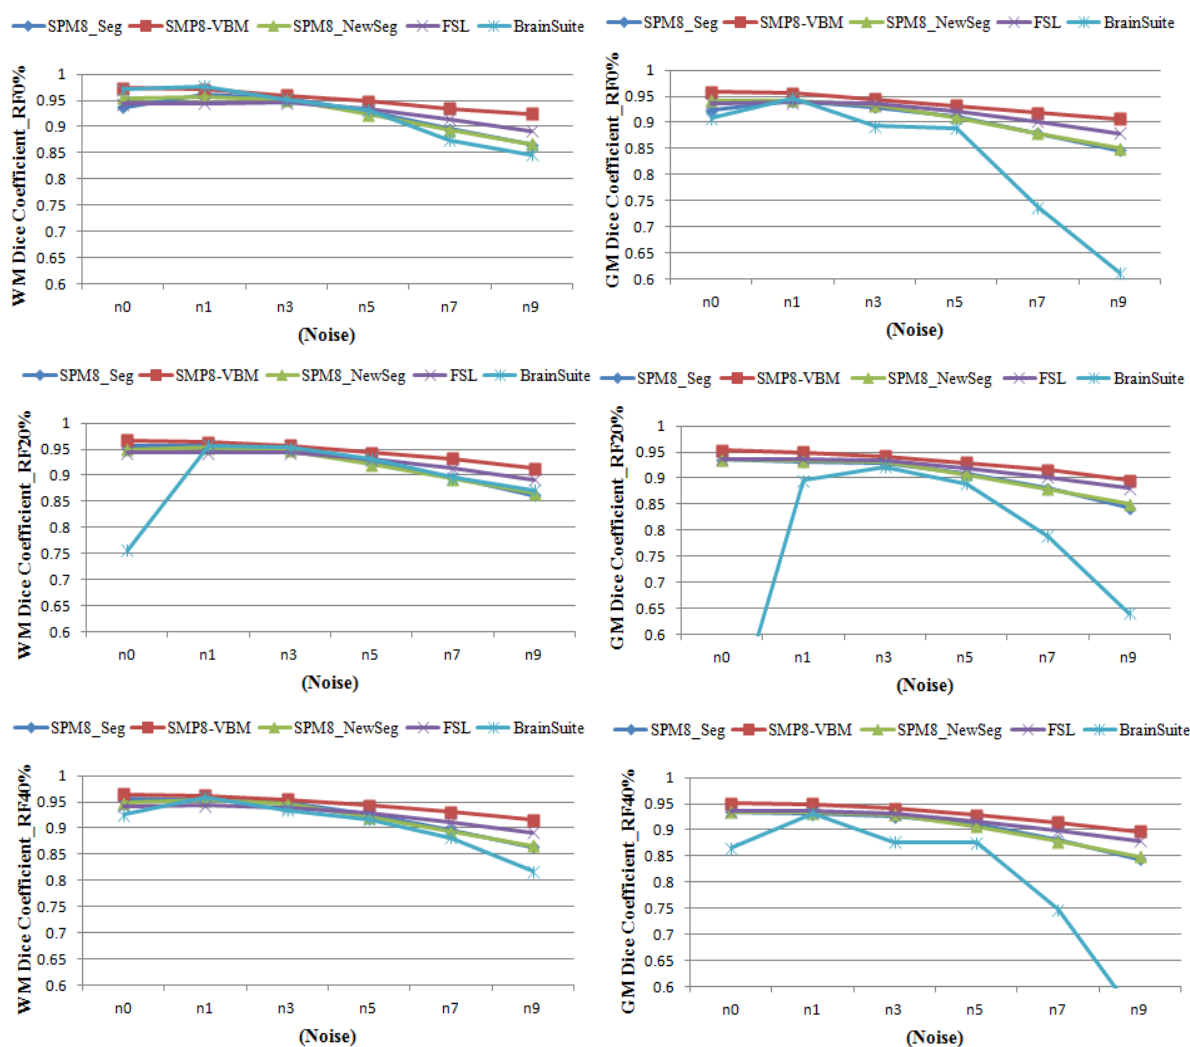 SPM8_Seg SMP8-VBM SPM8_NewSeg FSL BrainSuite
WM Dice Coefficient_RF0%
1
0.95
0.9
0.85
0.8
0.75
0.7
0.65
0.6
n0 n1 n3 n5 n7 n9
(Noise)
SPM8_Seg SMP8-VBM SPM8_NewSeg FSL BrainSuite
GM Dice Coefficient_RF0%
1
0.95
0.9
0.85
0.8
0.75
0.7
0.65
0.6
n0 n1 n3 n5 n7 n9
(Noise)
SPM8_Seg SMP8-VBM SPM8_NewSeg FSL BrainSuite
WM Dice Coefficient_RF20%
1
0.95
0.9
0.85
0.8
0.75
0.7
0.65
0.6
n0 n1 n3 n5 n7 n9
(Noise)
SPM8_Seg SMP8-VBM SPM8_NewSeg FSL BrainSuite
GM Dice Coefficient_RF20%
1
0.95
0.9
0.85
0.8
0.75
0.7
0.65
0.6
n0 n1 n3 n5 n7 n9
(Noise)
SPM8_Seg SMP8-VBM SPM8_NewSeg FSL BrainSuite
WM Dice Coefficient_RF40%
1
0.95
0.9
0.85
0.8
0.75
0.7
0.65
0.6
n0 n1 n3 n5 n7 n9
(Noise)
SPM8_Seg SMP8-VBM SPM8_NewSeg FSL BrainSuite
GM Dice Coefficient_RF40%
1
0.95
0.9
0.85
0.8
0.75
0.7
0.65
0.6
n0 n1 n3 n5 n7 n9
(Noise)